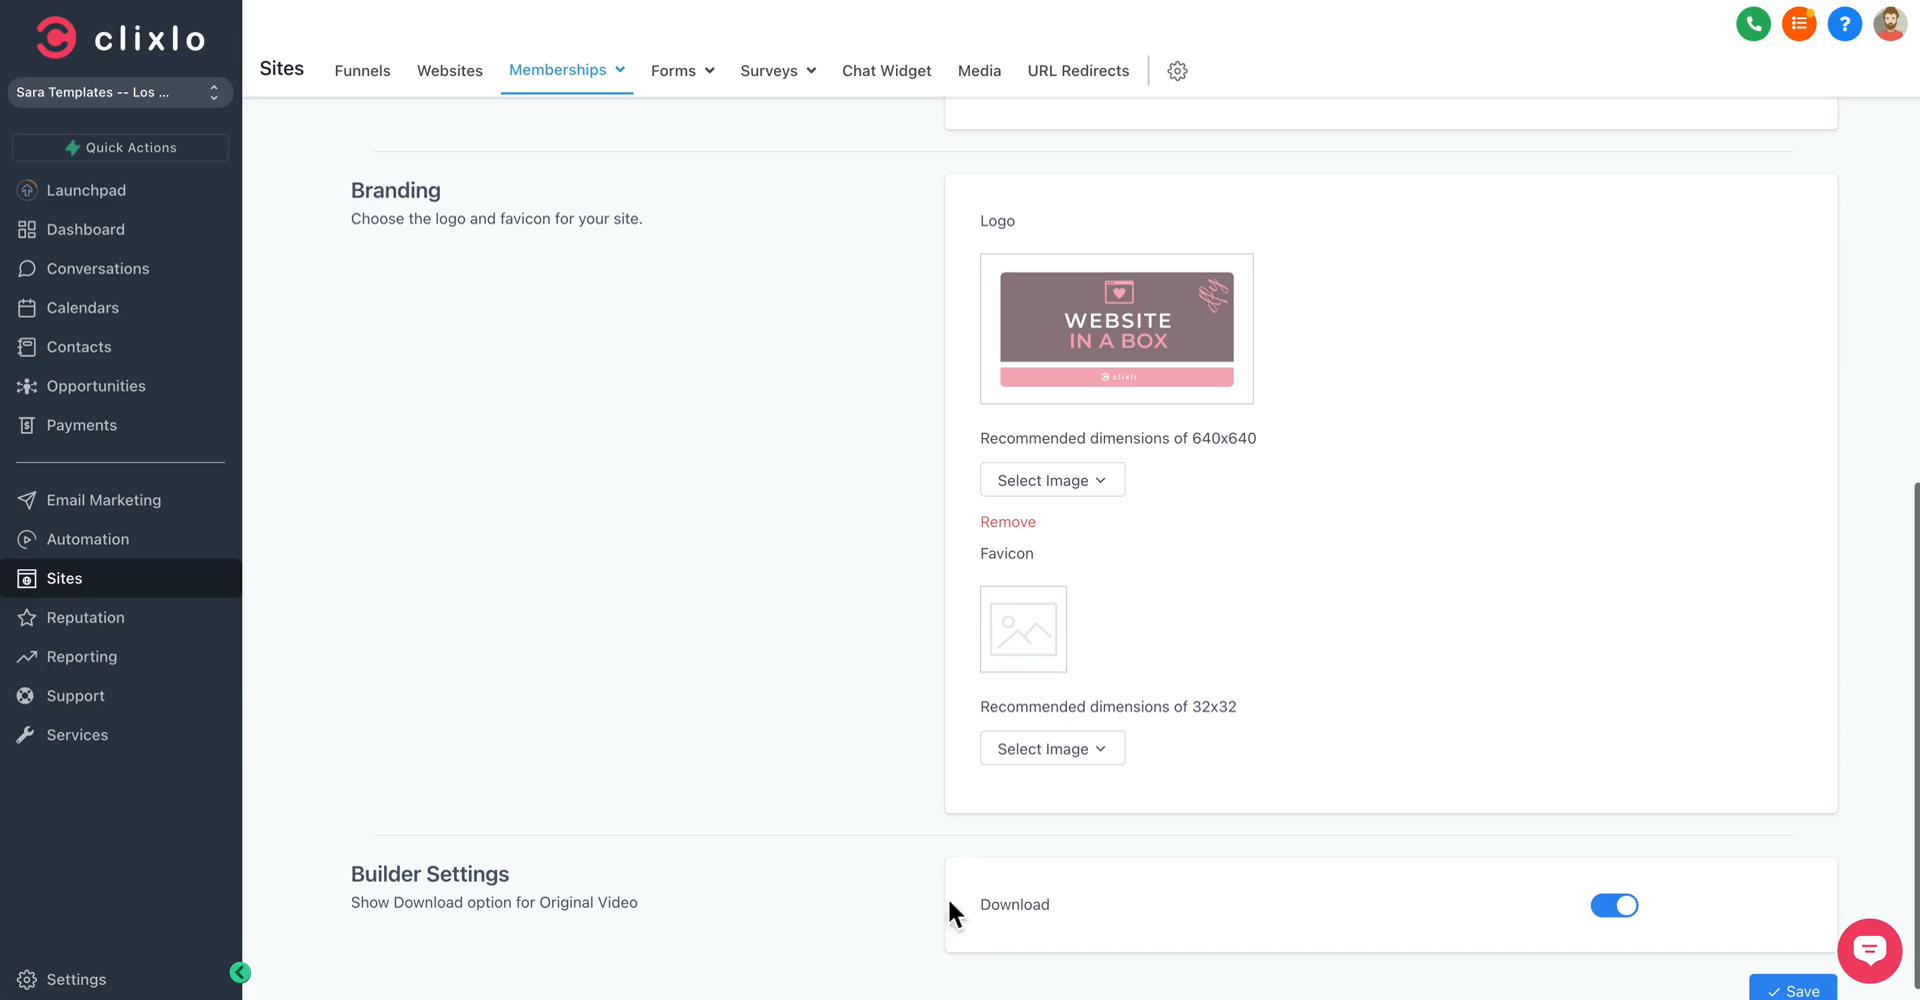 clixlo
Sara Templates -- Los ...
Quick Actions
Launchpad
Dashboard
Conversations
Calendars
Contacts
Opportunities
Payments
Email Marketing
Automation
Sites
Reputation
Reporting
Support
Services
Settings
Sites
Funnels
Websites
Memberships
Forms
Surveys
Chat Widget
Media
URL Redirects
?
Branding
Choose the logo and favicon for your site.
Logo
dfy
WEBSITE
IN A BOX
clixli
Recommended dimensions of 640x640
Select Image
Remove
Favicon
Recommended dimensions of 32x32
Select Image
Builder Settings
Show Download option for Original Video
Download
Save